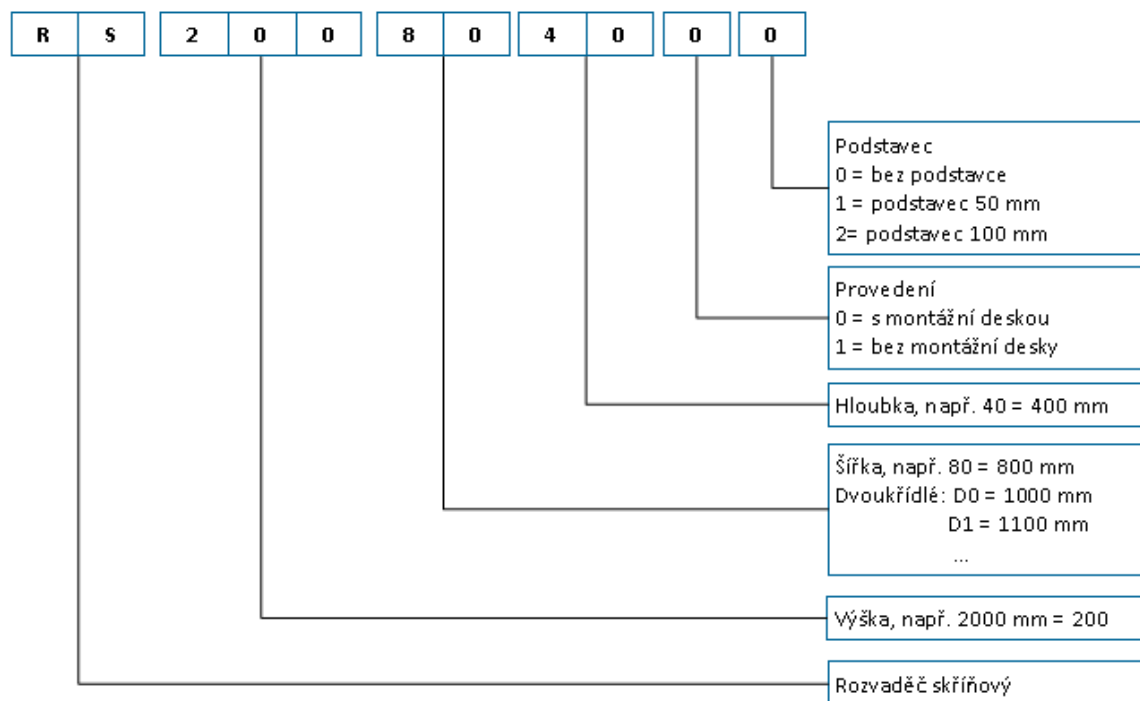 R S 2 0 0 8 0 4 0 0 0
Podstavec
0 = bez podstavce
1 = podstavec 50 mm
2= podstavec 100 mm
Provedení
0 = s montážní deskou
1 = bez montážní desky
Hloubka, např. 40 = 400 mm
Šířka, např. 80 = 800 mm
Dvoukřídlé: D0 = 1000 mm
D1 = 1100 mm
...
Výška, např. 2000 mm = 200
Rozvaděč skříňový